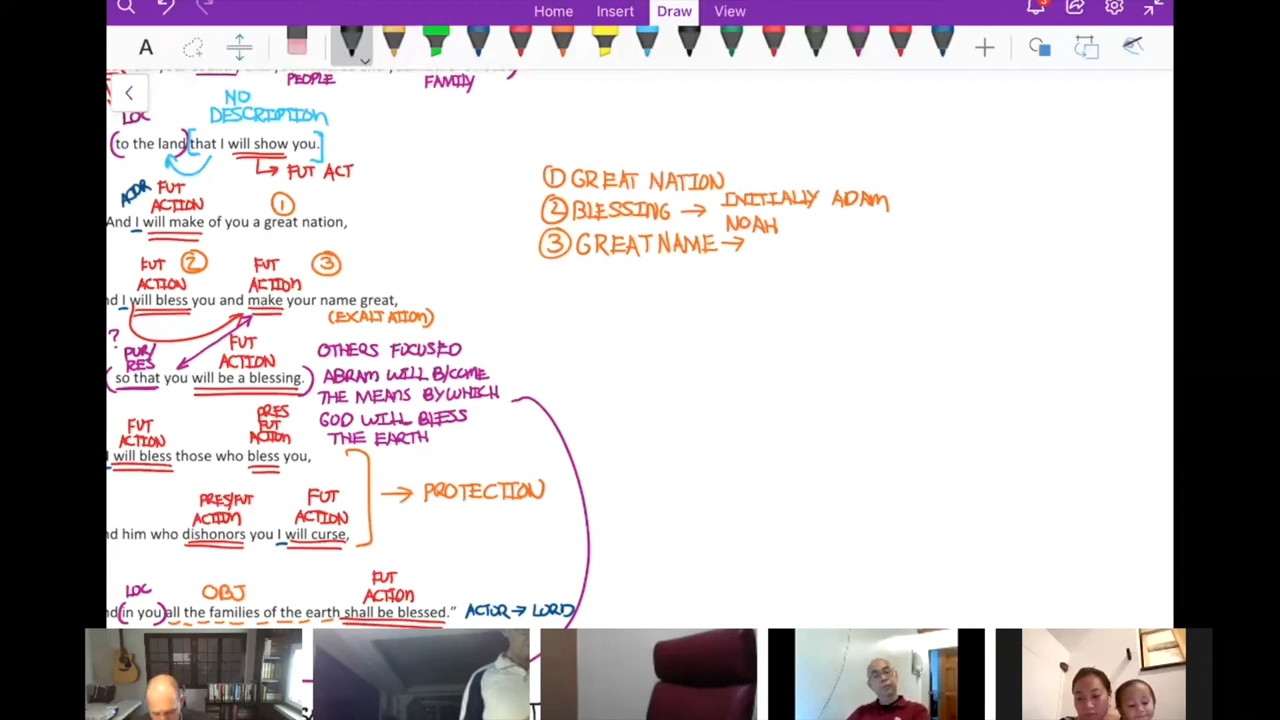 Home Insert Draw View
A
PEOPLE FAMILY
LOC NO
DESCRIPTION
(to the land) [that I will show you.]
→ FUT ACT
ADR FUT
ACTION ①
And I will make of you a great nation,
FUT ② FUT ③
ACTION ACTION
nd I will bless you and make your name great,
(EXALTATION)
?
PUR/ FUT
RES ACTION
(so that you will be a blessing.)
OTHERS FOCUSED
ABRAM WILL B/COME
THE MEANS BY WHICH
GOD WILL BLESS
THE EARTH
FUT PRES
ACTION FUT
ACTION
I will bless those who bless you,
→ PROTECTION
PRES/FUT FUT
ACTION ACTION
nd him who dishonors you I will curse,
LOC OBJ FUT
ACTION
nd (in you) all the families of the earth shall be blessed.” ACTOR → LORD
① GREAT NATION
② BLESSING → INITIALLY ADAM
NOAH
③ GREAT NAME →